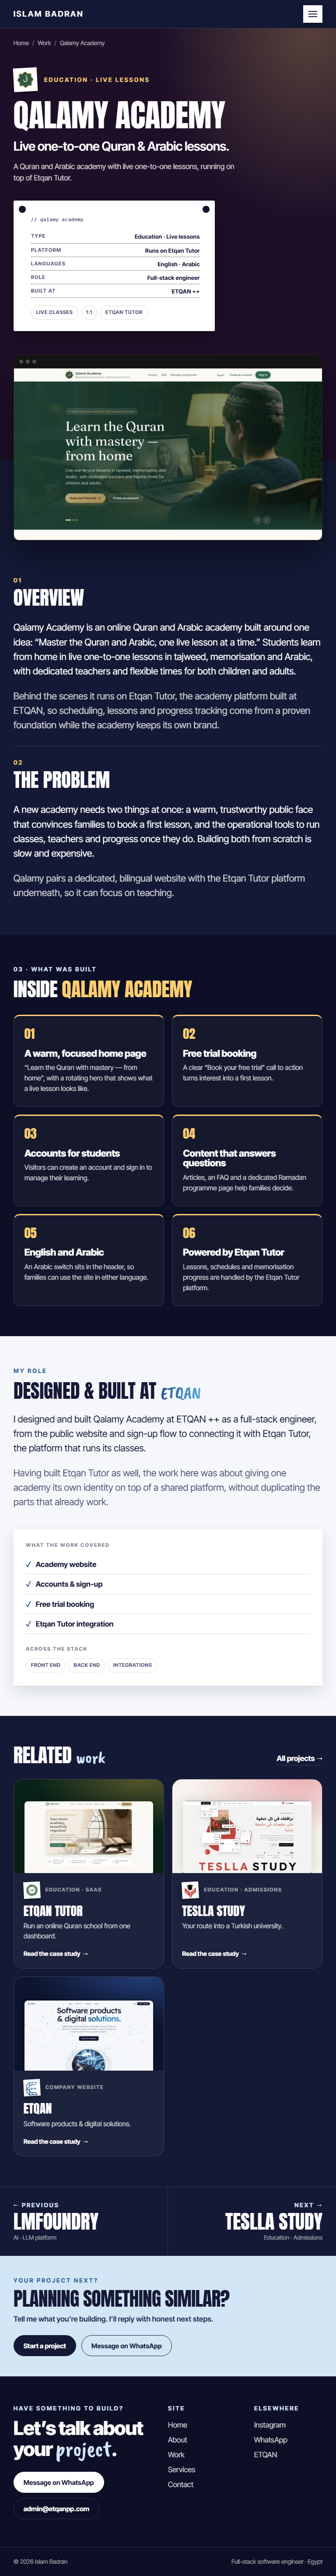 ISLAM BADRAN
Home / Work / Qalamy Academy
EDUCATION · LIVE LESSONS
QALAMY ACADEMY
Live one-to-one Quran & Arabic lessons.
A Quran and Arabic academy with live one-to-one lessons, running on
top of Etqan Tutor.
// qalamy academy
TYPE Education · Live lessons
PLATFORM Runs on Etqan Tutor
LANGUAGES English · Arabic
ROLE Full-stack engineer
BUILT AT ETQAN ++
LIVE CLASSES 1:1 ETQAN TUTOR
Qalamy Academy
Learn the Quran
with mastery —
from home
01
OVERVIEW
Qalamy Academy is an online Quran and Arabic academy built around one
idea: “Master the Quran and Arabic, one live lesson at a time.” Students learn
from home in live one-to-one lessons in tajweed, memorisation and Arabic,
with dedicated teachers and flexible times for both children and adults.
Behind the scenes it runs on Etqan Tutor, the academy platform built at
ETQAN, so scheduling, lessons and progress tracking come from a proven
foundation while the academy keeps its own brand.
02
THE PROBLEM
A new academy needs two things at once: a warm, trustworthy public face
that convinces families to book a first lesson, and the operational tools to run
classes, teachers and progress once they do. Building both from scratch is
slow and expensive.
Qalamy pairs a dedicated, bilingual website with the Etqan Tutor platform
underneath, so it can focus on teaching.
03 · WHAT WAS BUILT
INSIDE QALAMY ACADEMY
01
A warm, focused home page
“Learn the Quran with mastery — from
home”, with a rotating hero that shows what
a live lesson looks like.
02
Free trial booking
A clear “Book your free trial” call to action
turns interest into a first lesson.
03
Accounts for students
Visitors can create an account and sign in to
manage their learning.
04
Content that answers
questions
Articles, an FAQ and a dedicated Ramadan
programme page help families decide.
05
English and Arabic
An Arabic switch sits in the header, so
families can use the site in either language.
06
Powered by Etqan Tutor
Lessons, schedules and memorisation
progress are handled by the Etqan Tutor
platform.
MY ROLE
DESIGNED & BUILT AT ETQAN
I designed and built Qalamy Academy at ETQAN ++ as a full-stack engineer,
from the public website and sign-up flow to connecting it with Etqan Tutor,
the platform that runs its classes.
Having built Etqan Tutor as well, the work here was about giving one
academy its own identity on top of a shared platform, without duplicating the
parts that already work.
WHAT THE WORK COVERED
✓ Academy website
✓ Accounts & sign-up
✓ Free trial booking
✓ Etqan Tutor integration
ACROSS THE STACK
FRONT END BACK END INTEGRATIONS
RELATED work
All projects →
EDUCATION · SAAS
ETQAN TUTOR
Run an online Quran school from one
dashboard.
Read the case study →
TESLLA STUDY
EDUCATION · ADMISSIONS
TESLLA STUDY
Your route into a Turkish university.
Read the case study →
Software products
& digital solutions.
COMPANY WEBSITE
ETQAN
Software products & digital solutions.
Read the case study →
← PREVIOUS
LMFOUNDRY
AI · LLM platform
NEXT →
TESLLA STUDY
Education · Admissions
YOUR PROJECT NEXT?
PLANNING SOMETHING SIMILAR?
Tell me what you’re building. I’ll reply with honest next steps.
Start a project
Message on WhatsApp
HAVE SOMETHING TO BUILD?
Let’s talk about
your project.
Message on WhatsApp
admin@etqanpp.com
SITE
Home
About
Work
Services
Contact
ELSEWHERE
Instagram
WhatsApp
ETQAN
© 2026 Islam Badran
Full-stack software engineer · Egypt